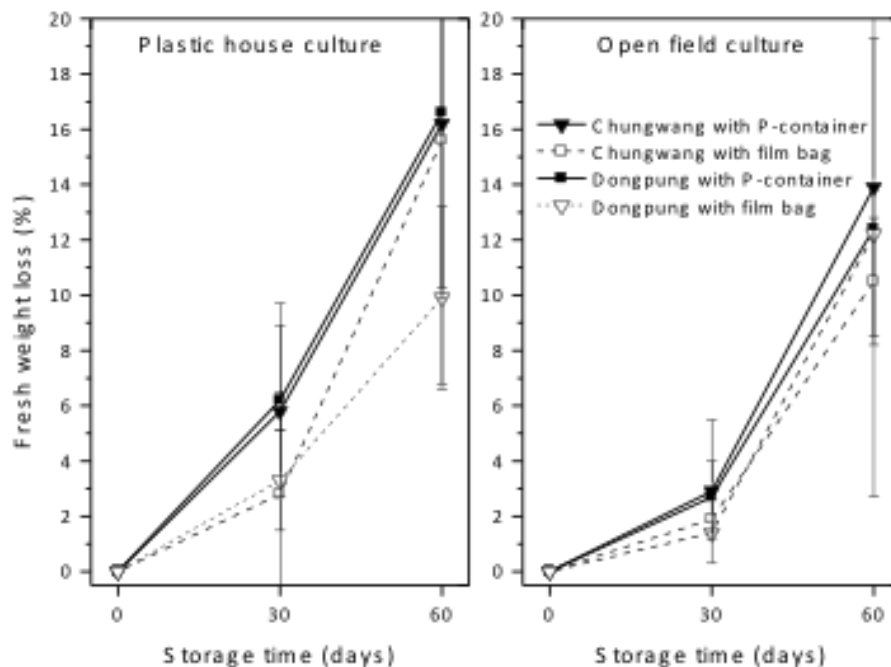 Plastic house culture
Open field culture
Chungwang with P-container
Chungwang with film bag
Dongpung with P-container
Dongpung with film bag
Fresh weight loss (%)
20
18
16
14
12
10
8
6
4
2
0
20
18
16
14
12
10
8
6
4
2
0
0 30 60
0 30 60
Storage time (days)
Storage time (days)